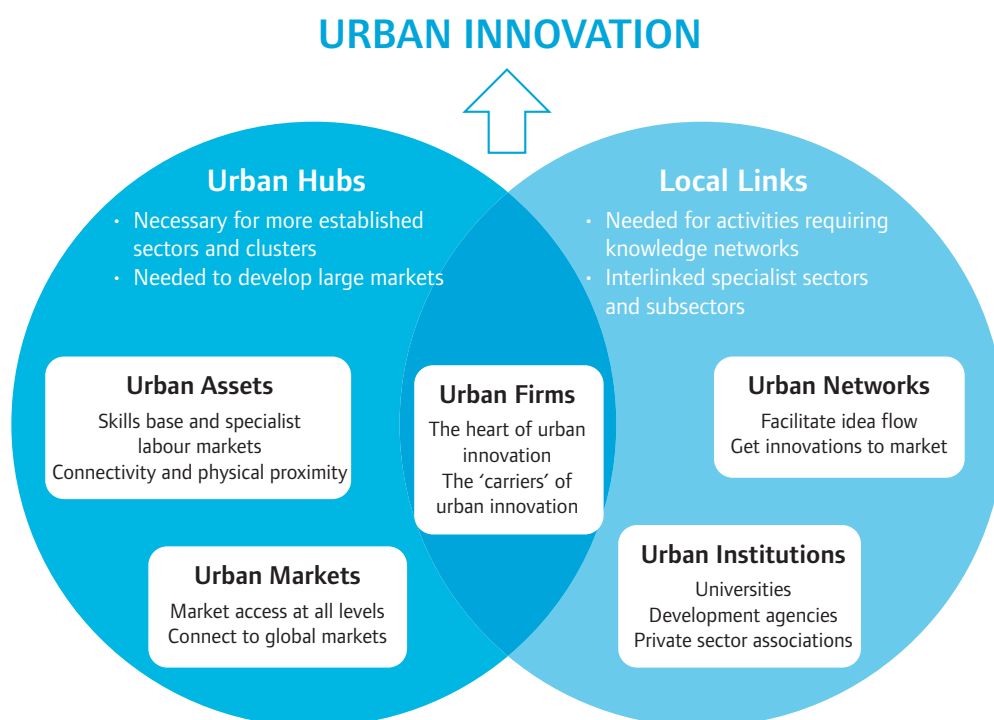 URBAN INNOVATION
Urban Hubs
· Necessary for more established
sectors and clusters
· Needed to develop large markets
Local Links
· Needed for activities requiring
knowledge networks
· Interlinked specialist sectors
and subsectors
Urban Assets
Skills base and specialist
labour markets
Connectivity and physical proximity
Urban Firms
The heart of urban
innovation
The ‘carriers’ of
urban innovation
Urban Networks
Facilitate idea flow
Get innovations to market
Urban Markets
Market access at all levels
Connect to global markets
Urban Institutions
Universities
Development agencies
Private sector associations